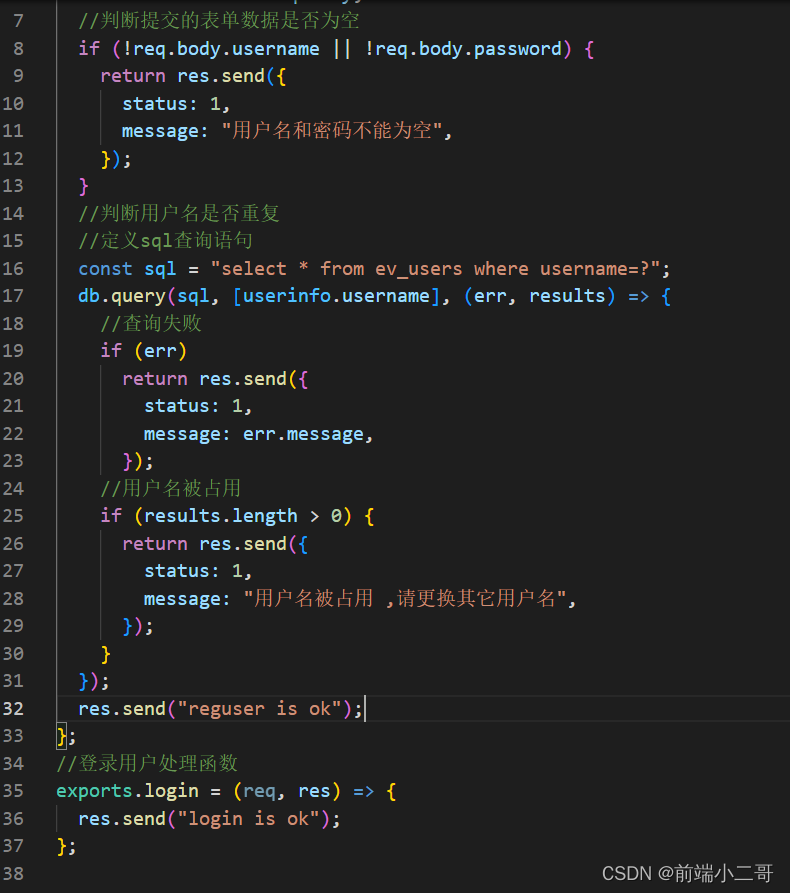 7 //判断提交的表单数据是否为空
8 if (!req.body.username || !req.body.password) {
9 return res.send({
10 status: 1,
11 message: "用户名和密码不能为空",
12 });
13 }
14 //判断用户名是否重复
15 //定义sql查询语句
16 const sql = "select * from ev_users where username=?";
17 db.query(sql, [userinfo.username], (err, results) => {
18 //查询失败
19 if (err)
20 return res.send({
21 status: 1,
22 message: err.message,
23 });
24 //用户名被占用
25 if (results.length > 0) {
26 return res.send({
27 status: 1,
28 message: "用户名被占用 ,请更换其它用户名",
29 });
30 }
31 });
32 res.send("reguser is ok");
33 };
34 //登录用户处理函数
35 exports.login = (req, res) => {
36 res.send("login is ok");
37 };
38
CSDN @前端小二哥